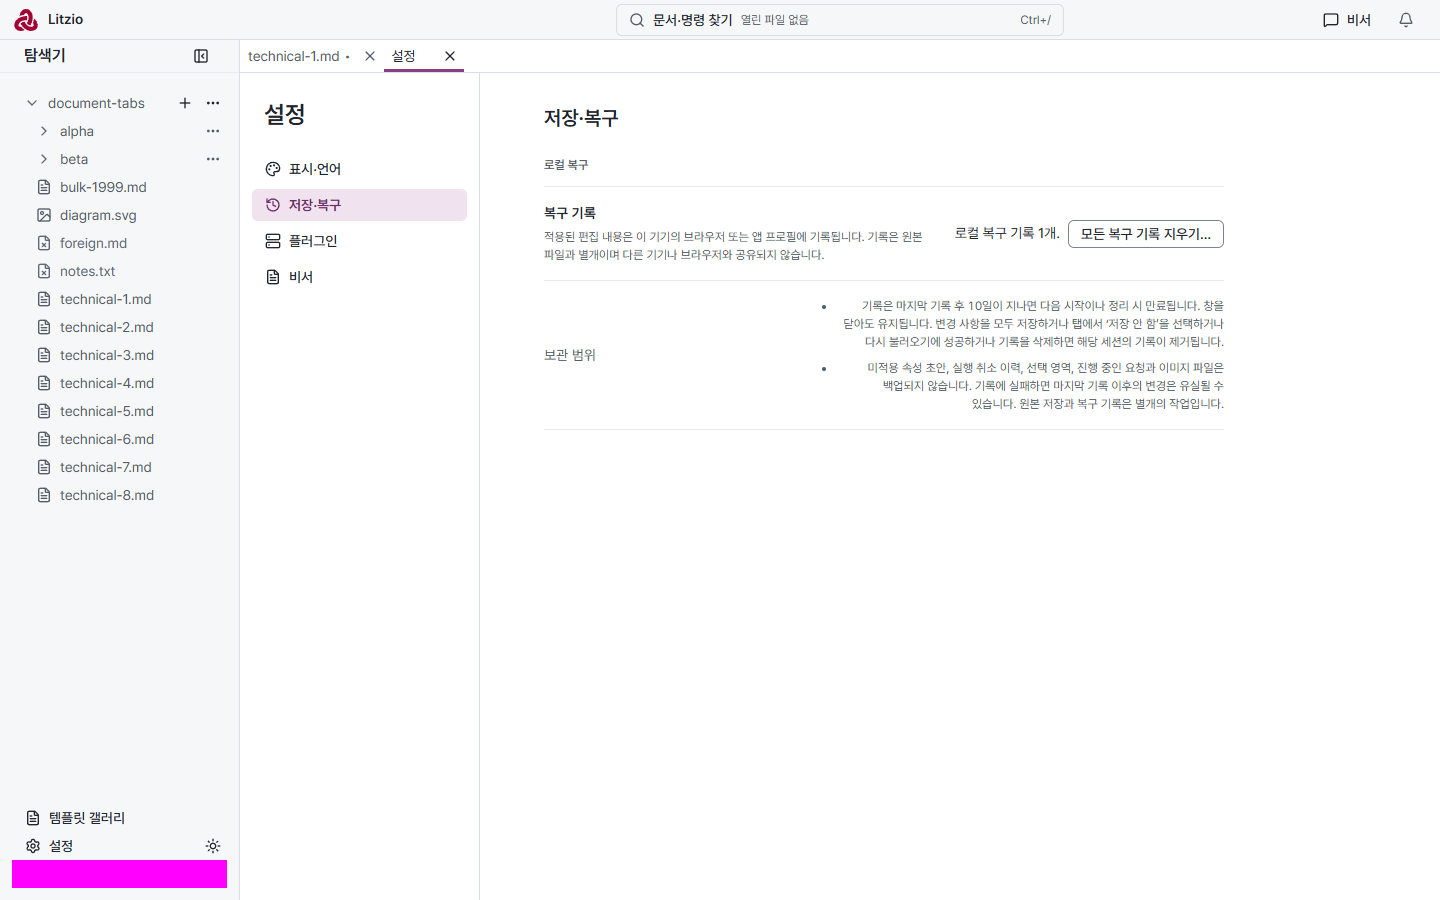 Litzio
문서·명령 찾기 열린 파일 없음 Ctrl+/
비서
탐색기
technical-1.md •
설정
document-tabs
alpha
beta
bulk-1999.md
diagram.svg
foreign.md
notes.txt
technical-1.md
technical-2.md
technical-3.md
technical-4.md
technical-5.md
technical-6.md
technical-7.md
technical-8.md
템플릿 갤러리
설정
설정
표시·언어
저장·복구
플러그인
비서
저장·복구
로컬 복구
복구 기록
적용된 편집 내용은 이 기기의 브라우저 또는 앱 프로필에 기록됩니다. 기록은 원본
파일과 별개이며 다른 기기나 브라우저와 공유되지 않습니다.
로컬 복구 기록 1개.
모든 복구 기록 지우기...
보관 범위
• 기록은 마지막 기록 후 10일이 지나면 다음 시작이나 정리 시 만료됩니다. 창을
닫아도 유지됩니다. 변경 사항을 모두 저장하거나 탭에서 '저장 안 함'을 선택하거나
다시 불러오기에 성공하거나 기록을 삭제하면 해당 세션의 기록이 제거됩니다.
• 미적용 속성 초안, 실행 취소 이력, 선택 영역, 진행 중인 요청과 이미지 파일은
백업되지 않습니다. 기록에 실패하면 마지막 기록 이후의 변경은 유실될 수
있습니다. 원본 저장과 복구 기록은 별개의 작업입니다.